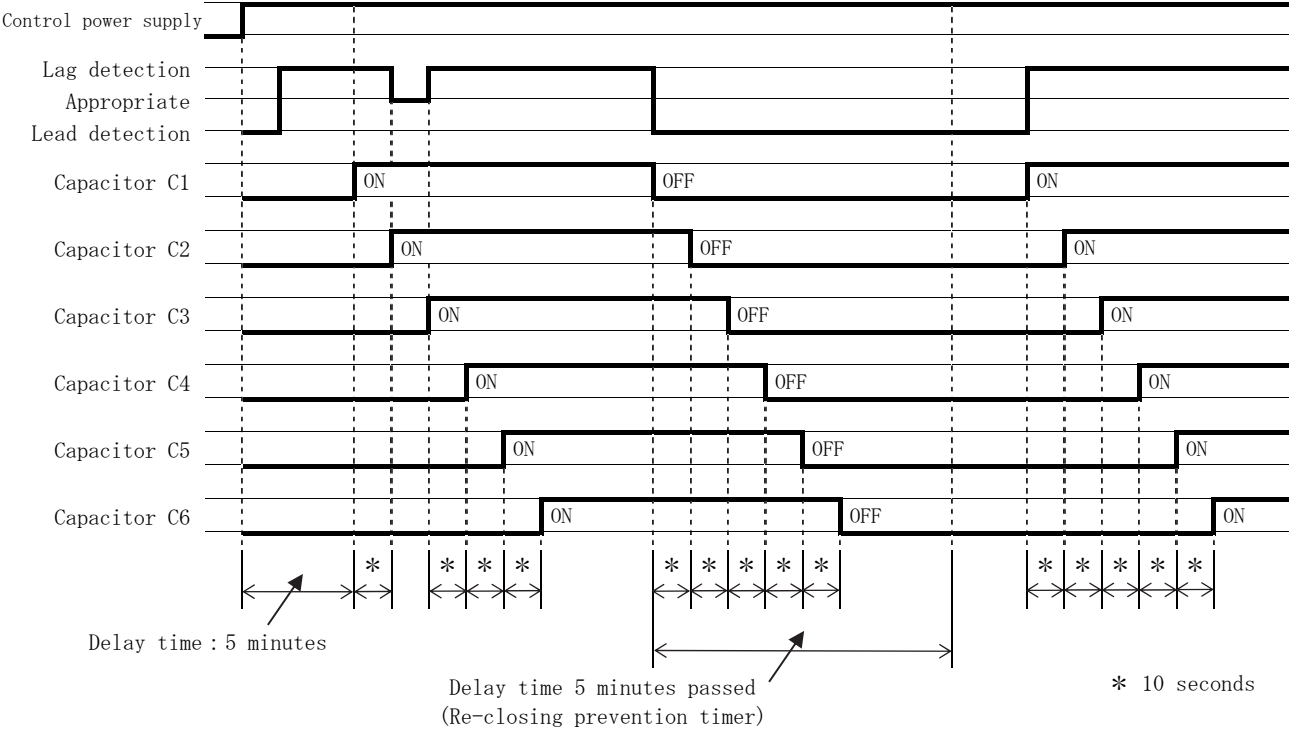 Control power supply
Lag detection
Appropriate
Lead detection
Capacitor C1
ON
OFF
ON
Capacitor C2
ON
OFF
ON
Capacitor C3
ON
OFF
ON
Capacitor C4
ON
OFF
ON
Capacitor C5
ON
OFF
ON
Capacitor C6
ON
OFF
ON
* * * * * * * * * * * * * *
Delay time：5 minutes
Delay time 5 minutes passed
(Re-closing prevention timer)
* 10 seconds